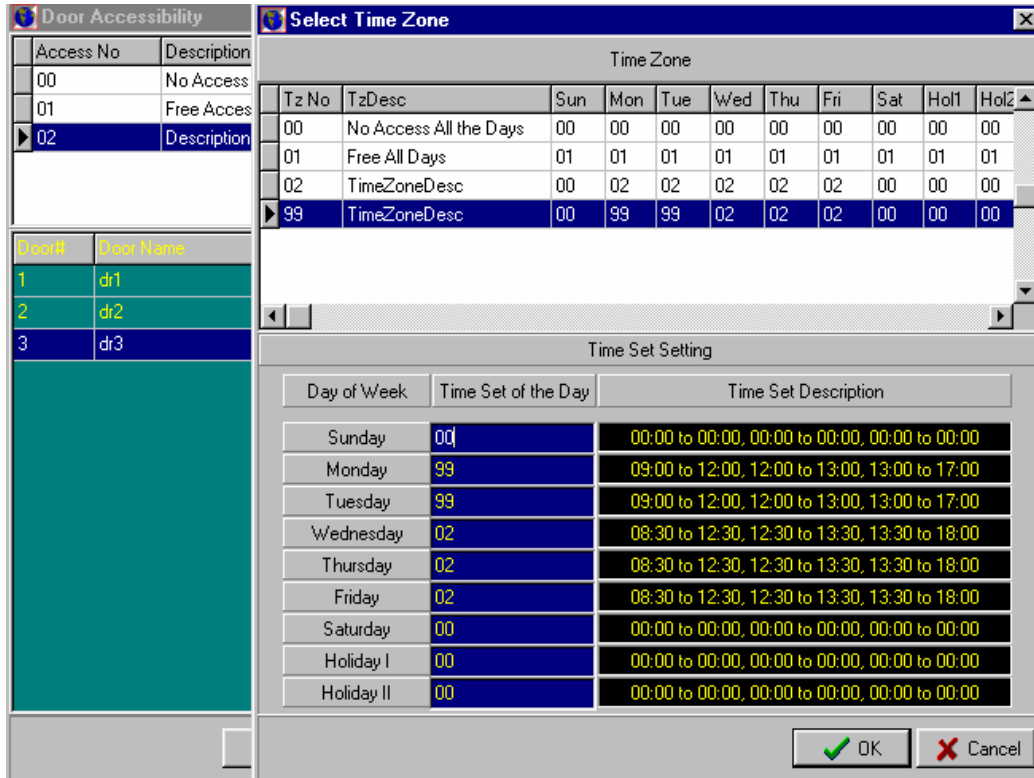 Door Accessibility
Access No Description
00 No Access
01 Free Acces
02 Description
Door# Door Name
1 dr1
2 dr2
3 dr3
Select Time Zone
Time Zone
Tz No TzDesc Sun Mon Tue Wed Thu Fri Sat Hol1 Hol2
00 No Access All the Days 00 00 00 00 00 00 00 00 00
01 Free All Days 01 01 01 01 01 01 01 01 01
02 TimeZoneDesc 00 02 02 02 02 02 00 00 00
99 TimeZoneDesc 00 99 99 02 02 02 00 00 00
Time Set Setting
Day of Week Time Set of the Day Time Set Description
Sunday 00 00:00 to 00:00, 00:00 to 00:00, 00:00 to 00:00
Monday 99 09:00 to 12:00, 12:00 to 13:00, 13:00 to 17:00
Tuesday 99 09:00 to 12:00, 12:00 to 13:00, 13:00 to 17:00
Wednesday 02 08:30 to 12:30, 12:30 to 13:30, 13:30 to 18:00
Thursday 02 08:30 to 12:30, 12:30 to 13:30, 13:30 to 18:00
Friday 02 08:30 to 12:30, 12:30 to 13:30, 13:30 to 18:00
Saturday 00 00:00 to 00:00, 00:00 to 00:00, 00:00 to 00:00
Holiday I 00 00:00 to 00:00, 00:00 to 00:00, 00:00 to 00:00
Holiday II 00 00:00 to 00:00, 00:00 to 00:00, 00:00 to 00:00
OK Cancel